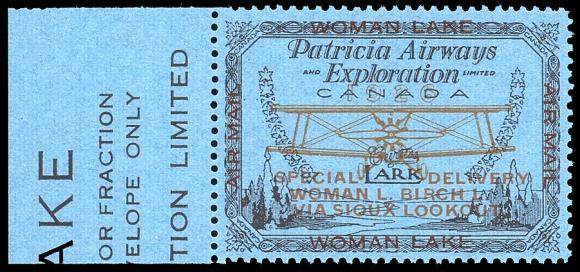 AKE
OR FRACTION
VELOPE ONLY
TION LIMITED
WOMAN LAKE
Patricia Airways
AND Exploration LIMITED
CANADA
AIR MAIL
AIR MAIL
LARK
SPECIAL DELIVERY
WOMAN L. BIRCH L.
VIA SIOUX LOOKOUT
WOMAN LAKE